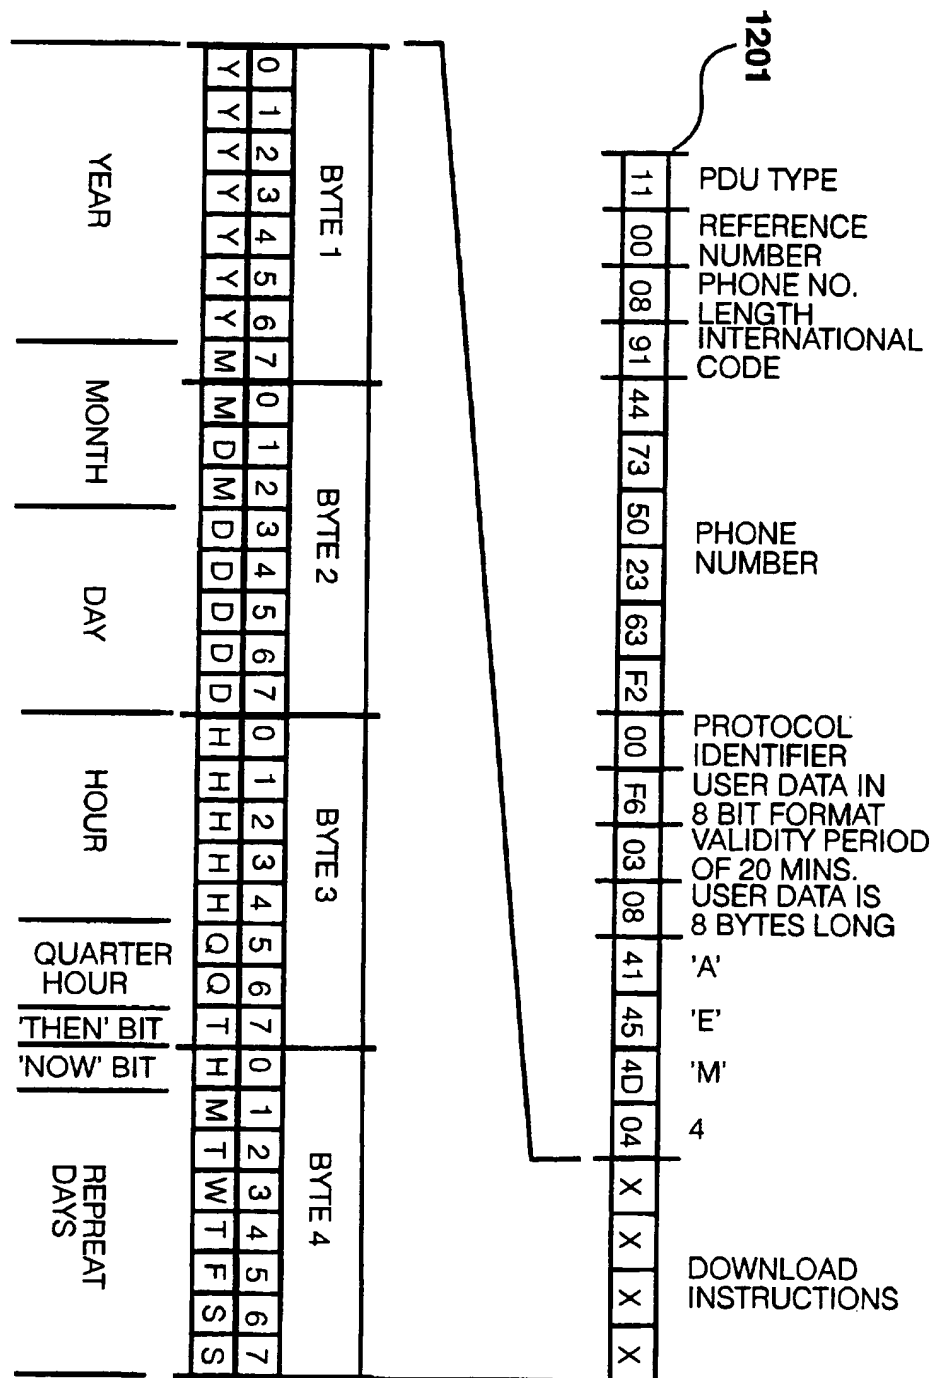 1201
11 PDU TYPE
00 REFERENCE
NUMBER
08 PHONE NO.
LENGTH
91 INTERNATIONAL
CODE
44
73
50
23
63
F2
PHONE
NUMBER
00 PROTOCOL
IDENTIFIER
F6 USER DATA IN
8 BIT FORMAT
03 VALIDITY PERIOD
OF 20 MINS.
08 USER DATA IS
8 BYTES LONG
41 'A'
45 'E'
4D 'M'
04 4
X
X
X
X
DOWNLOAD
INSTRUCTIONS
BYTE 1
BYTE 2
BYTE 3
BYTE 4
0 1 2 3 4 5 6 7 0 1 2 3 4 5 6 7 0 1 2 3 4 5 6 7 0 1 2 3 4 5 6 7
Y Y Y Y Y Y Y M M D M D D D D D H H H H H Q Q T H M T W T F S S
YEAR
MONTH
DAY
HOUR
QUARTER
HOUR
'THEN' BIT
'NOW' BIT
REPREAT
DAYS